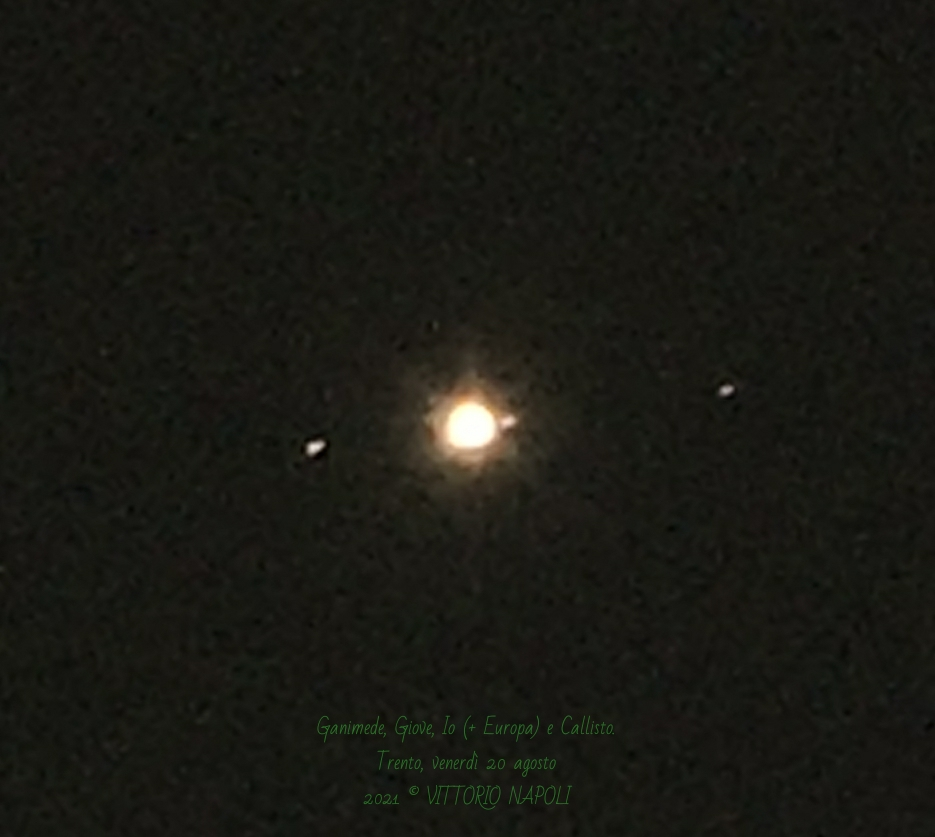 Ganimede, Giove, Io (+ Europa) e Callisto.
Trento, venerdì 20 agosto
2021 © VITTORIO NAPOLI